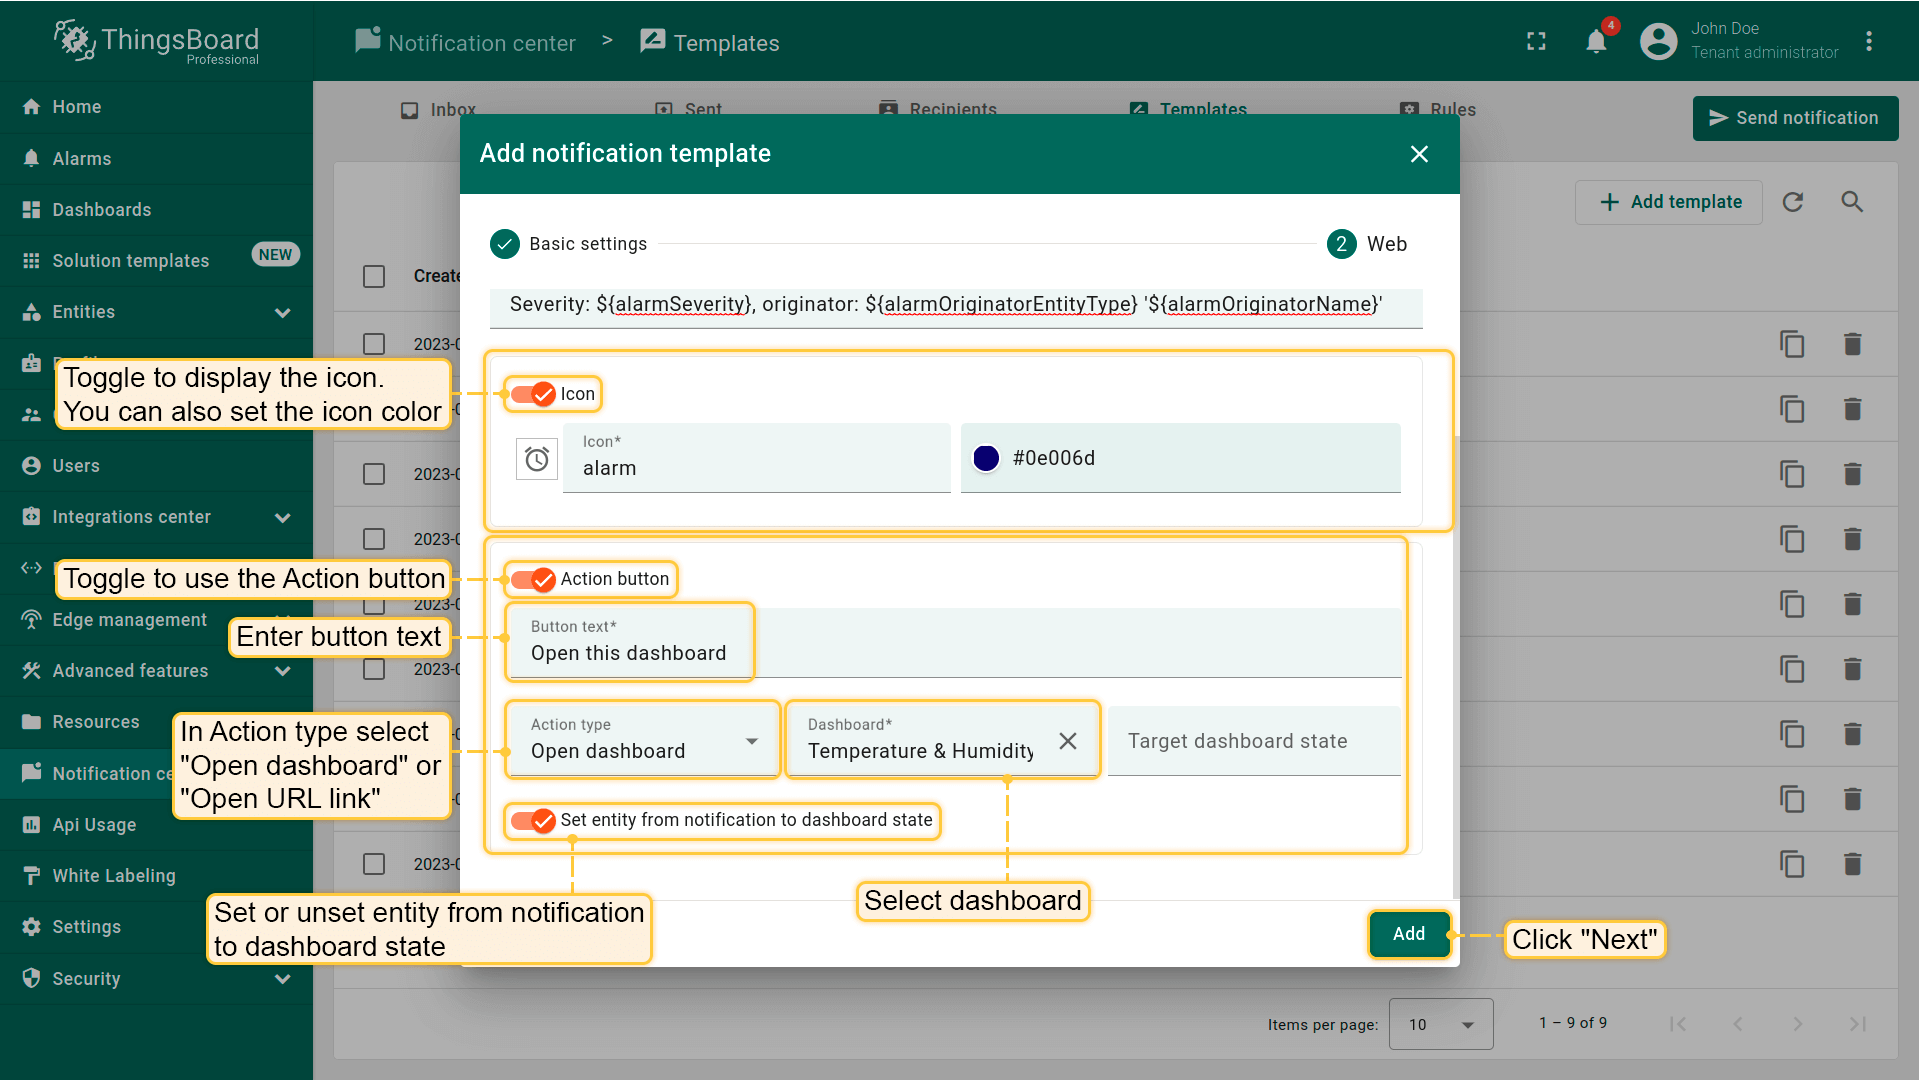 ThingsBoard
Professional
Notification center > Templates
4
John Doe
Tenant administrator
Home
Alarms
Dashboards
Solution templates
NEW
Entities
Users
Integrations center
Edge management
Advanced features
Resources
Notification ce
Api Usage
White Labeling
Settings
Security
Inbox
Sent
Recipients
Templates
Rules
Send notification
Add template
Create
2023-0
2023-0
2023-0
2023-0
2023-0
2023-0
Items per page:
10
1 – 9 of 9
Add notification template
Basic settings
2
Web
Severity: ${alarmSeverity}, originator: ${alarmOriginatorEntityType} '${alarmOriginatorName}'
Icon
Icon*
alarm
#0e006d
Action button
Button text*
Open this dashboard
Action type
Open dashboard
Dashboard*
Temperature & Humidity
Target dashboard state
Set entity from notification to dashboard state
Add
Toggle to display the icon.
You can also set the icon color
Toggle to use the Action button
Enter button text
In Action type select
"Open dashboard" or
"Open URL link"
Set or unset entity from notification
to dashboard state
Select dashboard
Click "Next"